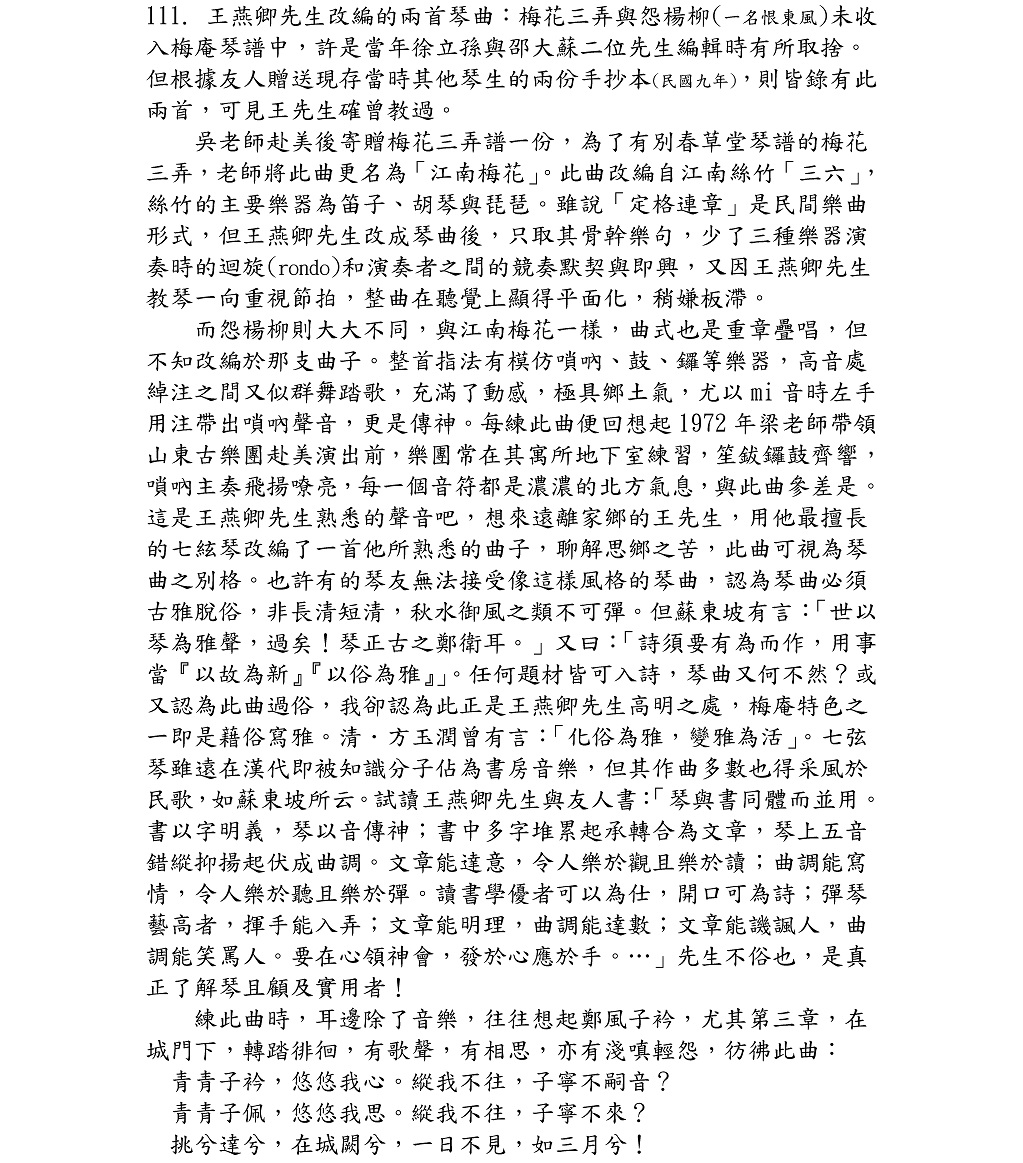 111. 王燕卿先生改編的兩首琴曲：梅花三弄與怨楊柳(一名恨東風)未收
入梅庵琴譜中，許是當年徐立孫與邵大蘇二位先生編輯時有所取捨。
但根據友人贈送現存當時其他琴生的兩份手抄本(民國九年)，則皆錄有此
兩首，可見王先生確曾教過。
吳老師赴美後寄贈梅花三弄譜一份，為了有別春草堂琴譜的梅花
三弄，老師將此曲更名為「江南梅花」。此曲改編自江南絲竹「三六」，
絲竹的主要樂器為笛子、胡琴與琵琶。雖說「定格連章」是民間樂曲
形式，但王燕卿先生改成琴曲後，只取其骨幹樂句，少了三種樂器演
奏時的迴旋(rondo)和演奏者之間的競奏默契與即興，又因王燕卿先生
教琴一向重視節拍，整曲在聽覺上顯得平面化，稍嫌板滯。
而怨楊柳則大大不同，與江南梅花一樣，曲式也是重章疊唱，但
不知改編於那支曲子。整首指法有模仿嗩吶、鼓、鑼等樂器，高音處
綽注之間又似群舞踏歌，充滿了動感，極具鄉土氣，尤以 mi 音時左手
用注帶出嗩吶聲音，更是傳神。每練此曲便回想起 1972 年梁老師帶領
山東古樂團赴美演出前，樂團常在其寓所地下室練習，笙鈸鑼鼓齊響，
嗩吶主奏飛揚嘹亮，每一個音符都是濃濃的北方氣息，與此曲參差是。
這是王燕卿先生熟悉的聲音吧，想來遠離家鄉的王先生，用他最擅長
的七絃琴改編了一首他所熟悉的曲子，聊解思鄉之苦，此曲可視為琴
曲之別格。也許有的琴友無法接受像這樣風格的琴曲，認為琴曲必須
古雅脫俗，非長清短清，秋水御風之類不可彈。但蘇東坡有言：「世以
琴為雅聲，過矣！琴正古之鄭衛耳。」又曰：「詩須要有為而作，用事
當『以故為新』『以俗為雅』」。任何題材皆可入詩，琴曲又何不然？或
又認為此曲過俗，我卻認為此正是王燕卿先生高明之處，梅庵特色之
一即是藉俗寫雅。清．方玉潤曾有言：「化俗為雅，變雅為活」。七弦
琴雖遠在漢代即被知識分子佔為書房音樂，但其作曲多數也得采風於
民歌，如蘇東坡所云。試讀王燕卿先生與友人書：「琴與書同體而並用。
書以字明義，琴以音傳神；書中多字堆累起承轉合為文章，琴上五音
錯縱抑揚起伏成曲調。文章能達意，令人樂於觀且樂於讀；曲調能寫
情，令人樂於聽且樂於彈。讀書學優者可以為仕，開口可為詩；彈琴
藝高者，揮手能入弄；文章能明理，曲調能達數；文章能譏諷人，曲
調能笑罵人。要在心領神會，發於心應於手。…」先生不俗也，是真
正了解琴且顧及實用者！
練此曲時，耳邊除了音樂，往往想起鄭風子衿，尤其第三章，在
城門下，轉踏徘徊，有歌聲，有相思，亦有淺嗔輕怨，彷彿此曲：
青青子衿，悠悠我心。縱我不往，子寧不嗣音？
青青子佩，悠悠我思。縱我不往，子寧不來？
挑兮達兮，在城闕兮，一日不見，如三月兮！